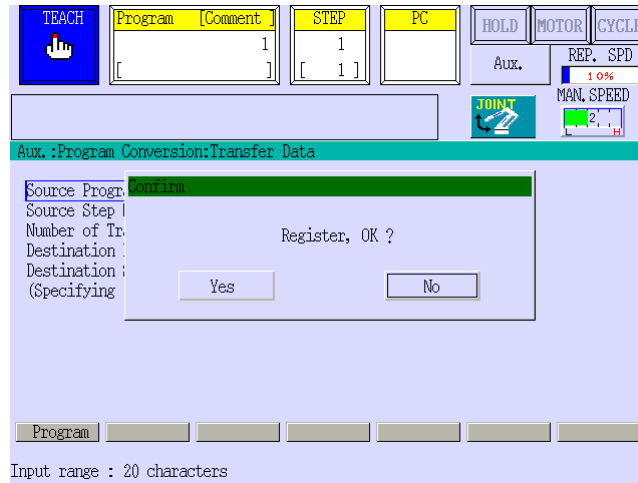 TEACH
Program [Comment ]
1
[ ]
STEP
1
[ 1 ]
PC
HOLD MOTOR CYCLE
Aux.
REP. SPD
10%
JOINT
MAN.SPEED
2
L H
Aux.:Program Conversion:Transfer Data
Source Progr
Confirm
Source Step
Number of Tr
Register, OK ?
Destination
Destination
(Specifying
Yes No
Program
Input range : 20 characters